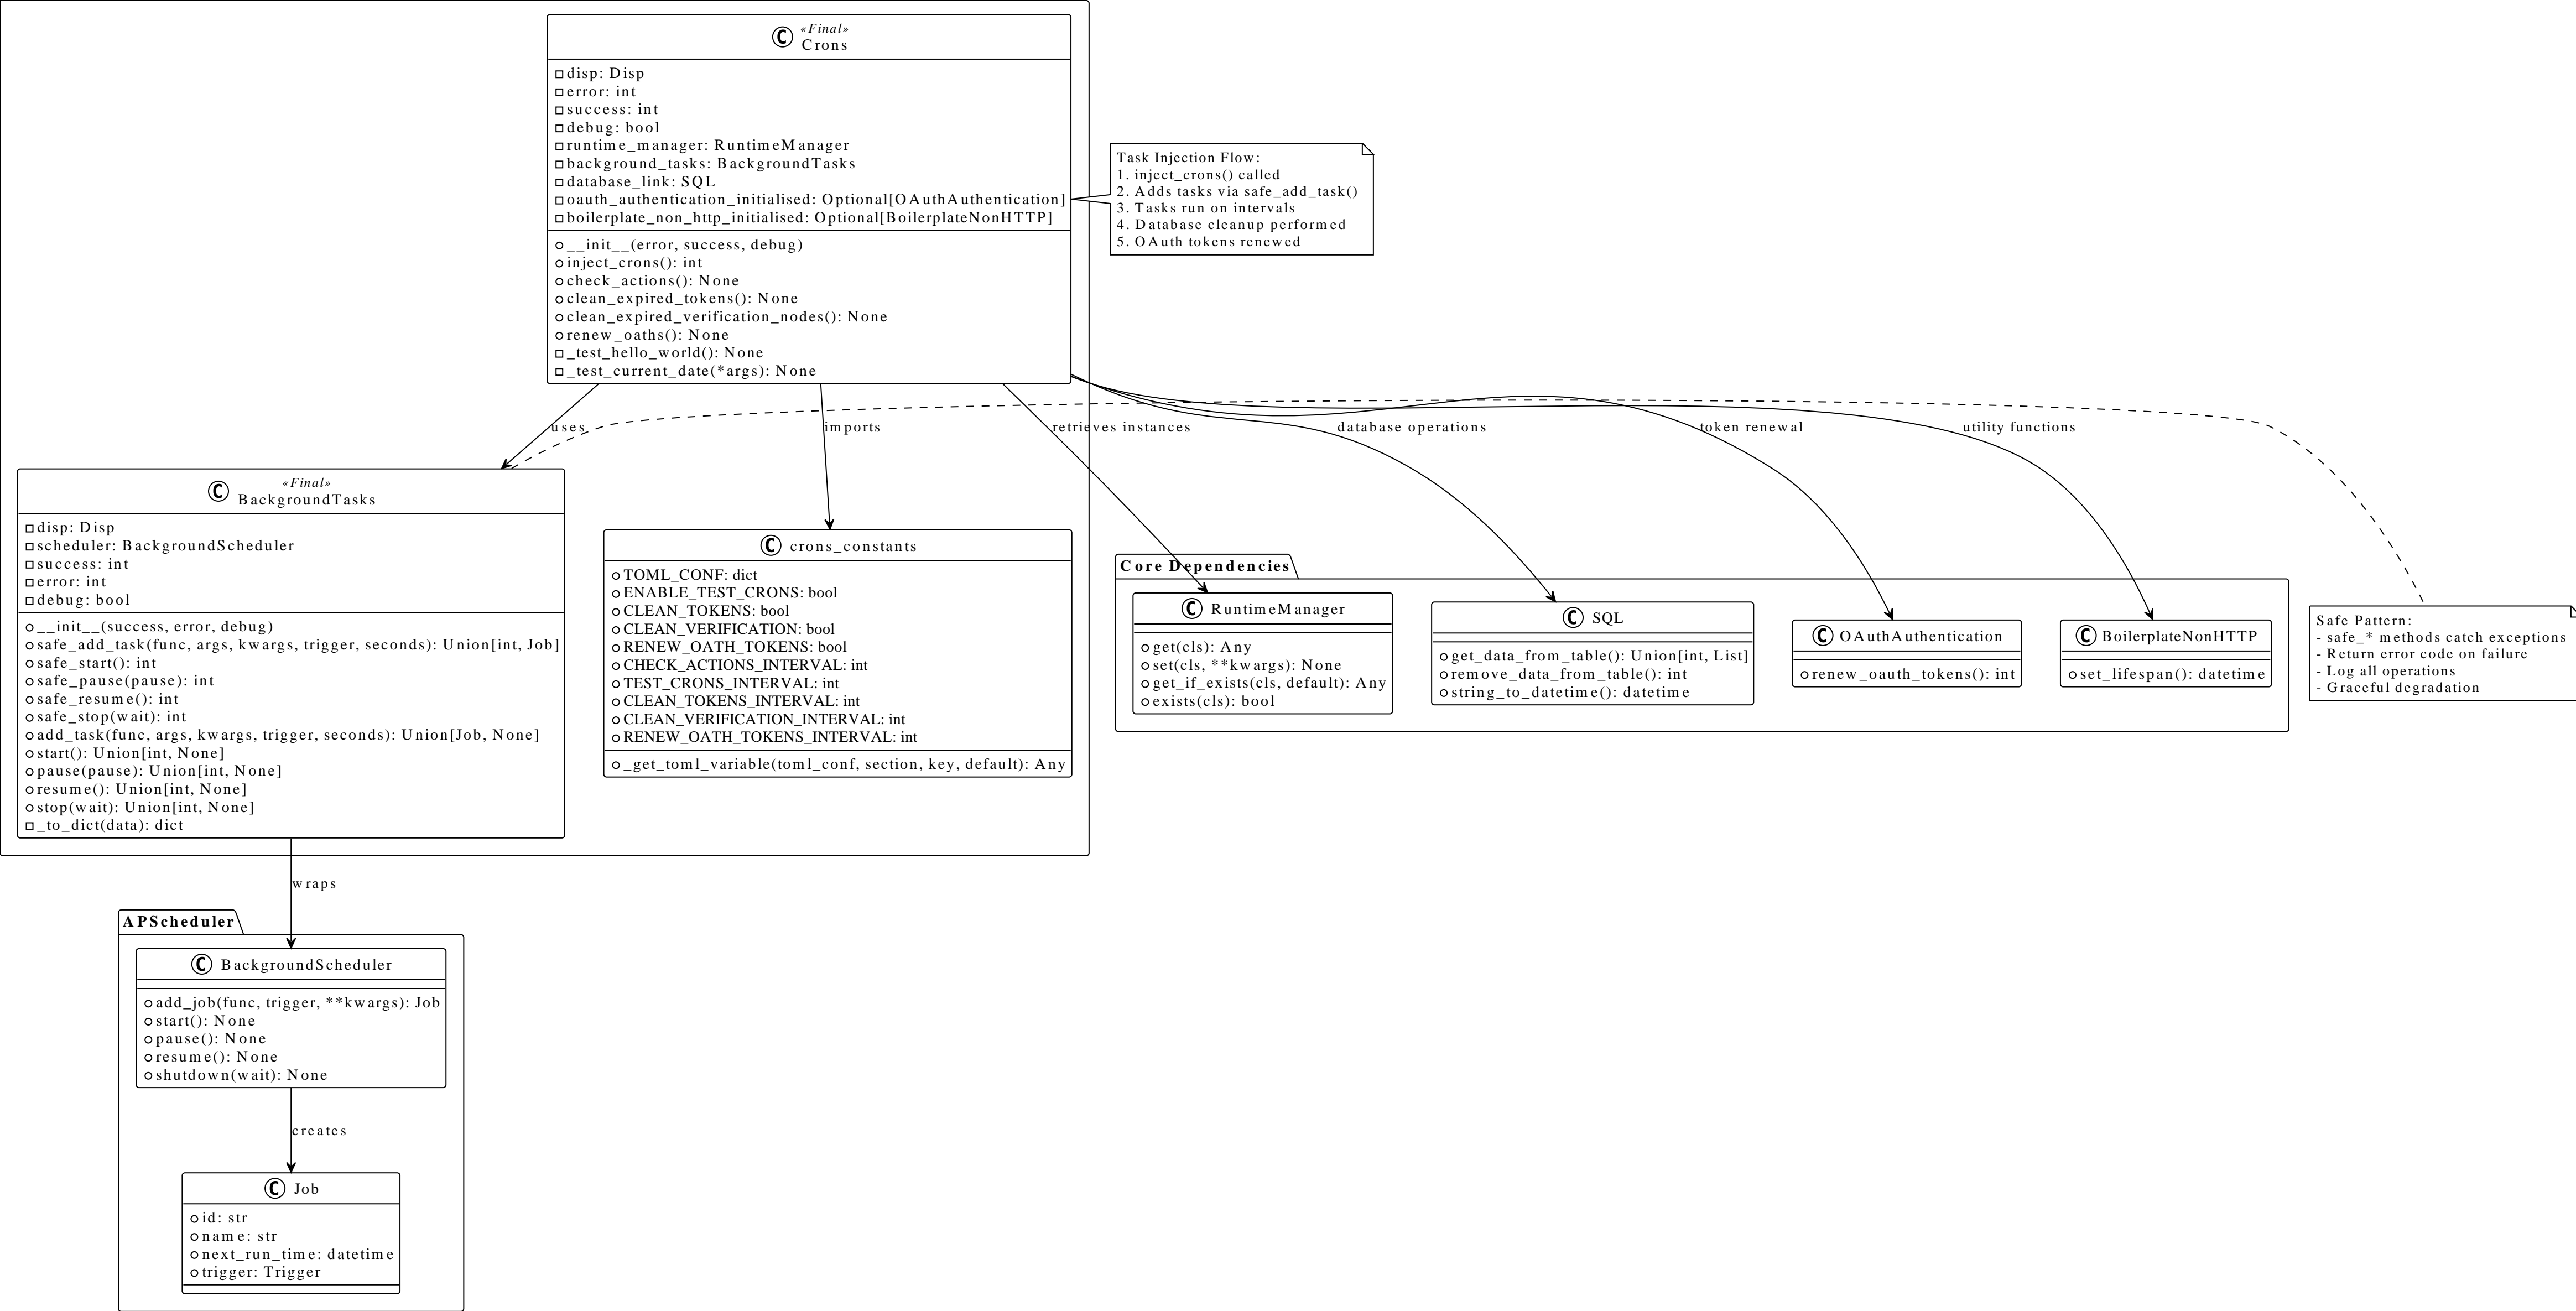 «Final»
Crons
disp: Disp
error: int
success: int
debug: bool
runtime_manager: RuntimeManager
background_tasks: BackgroundTasks
database_link: SQL
oauth_authentication_initialised: Optional[OAuthAuthentication]
boilerplate_non_http_initialised: Optional[BoilerplateNonHTTP]
__init__(error, success, debug)
inject_crons(): int
check_actions(): None
clean_expired_tokens(): None
clean_expired_verification_nodes(): None
renew_oaths(): None
_test_hello_world(): None
_test_current_date(*args): None
Task Injection Flow:
1. inject_crons() called
2. Adds tasks via safe_add_task()
3. Tasks run on intervals
4. Database cleanup performed
5. OAuth tokens renewed
uses
imports
retrieves instances
database operations
token renewal
utility functions
«Final»
BackgroundTasks
disp: Disp
scheduler: BackgroundScheduler
success: int
error: int
debug: bool
__init__(success, error, debug)
safe_add_task(func, args, kwargs, trigger, seconds): Union[int, Job]
safe_start(): int
safe_pause(pause): int
safe_resume(): int
safe_stop(wait): int
add_task(func, args, kwargs, trigger, seconds): Union[Job, None]
start(): Union[int, None]
pause(pause): Union[int, None]
resume(): Union[int, None]
stop(wait): Union[int, None]
_to_dict(data): dict
crons_constants
TOML_CONF: dict
ENABLE_TEST_CRONS: bool
CLEAN_TOKENS: bool
CLEAN_VERIFICATION: bool
RENEW_OATH_TOKENS: bool
CHECK_ACTIONS_INTERVAL: int
TEST_CRONS_INTERVAL: int
CLEAN_TOKENS_INTERVAL: int
CLEAN_VERIFICATION_INTERVAL: int
RENEW_OATH_TOKENS_INTERVAL: int
_get_toml_variable(toml_conf, section, key, default): Any
Core Dependencies
RuntimeManager
get(cls): Any
set(cls, **kwargs): None
get_if_exists(cls, default): Any
exists(cls): bool
SQL
get_data_from_table(): Union[int, List]
remove_data_from_table(): int
string_to_datetime(): datetime
OAuthAuthentication
renew_oauth_tokens(): int
BoilerplateNonHTTP
set_lifespan(): datetime
Safe Pattern:
- safe_* methods catch exceptions
- Return error code on failure
- Log all operations
- Graceful degradation
wraps
APScheduler
BackgroundScheduler
add_job(func, trigger, **kwargs): Job
start(): None
pause(): None
resume(): None
shutdown(wait): None
creates
Job
id: str
name: str
next_run_time: datetime
trigger: Trigger